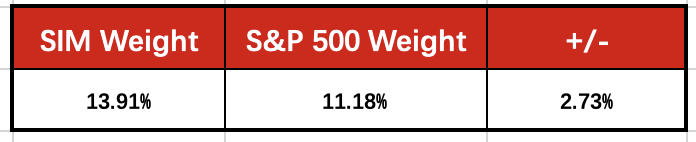 SIM Weight S&P 500 Weight +/-
13.91% 11.18% 2.73%